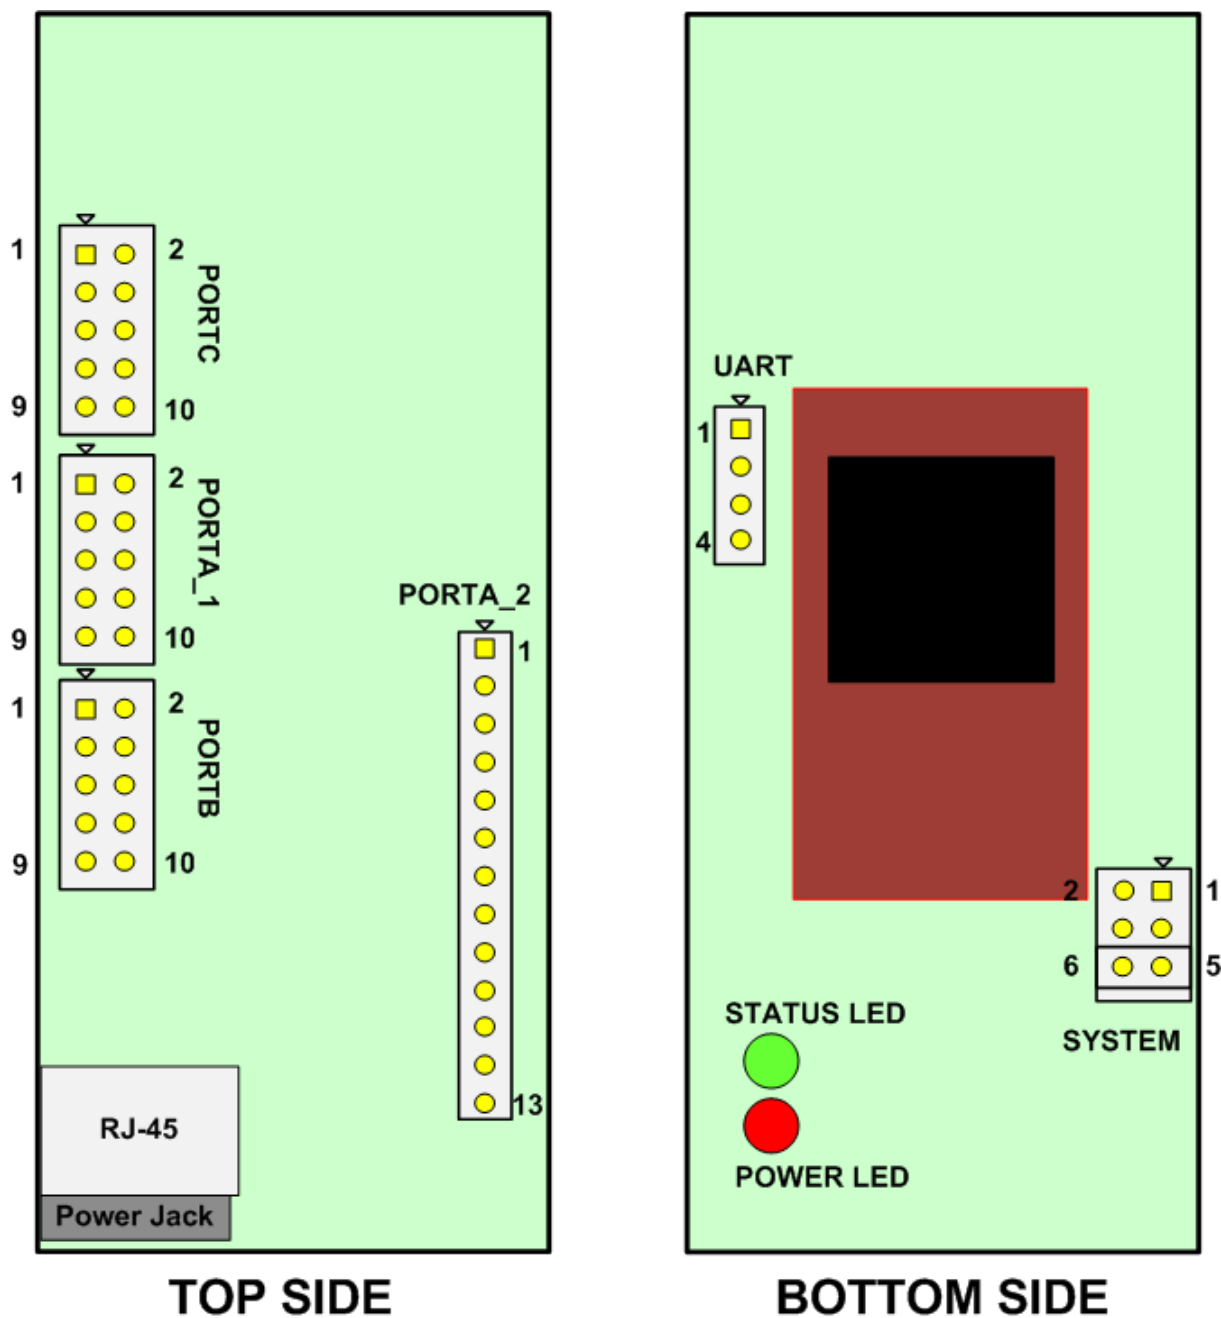 1
2
PORTC
9
10
1
2
PORTA_1
9
10
1
2
PORTB
9
10
PORTA_2
1
13
RJ-45
Power Jack
TOP SIDE
UART
1
4
2
1
6
5
SYSTEM
STATUS LED
POWER LED
BOTTOM SIDE